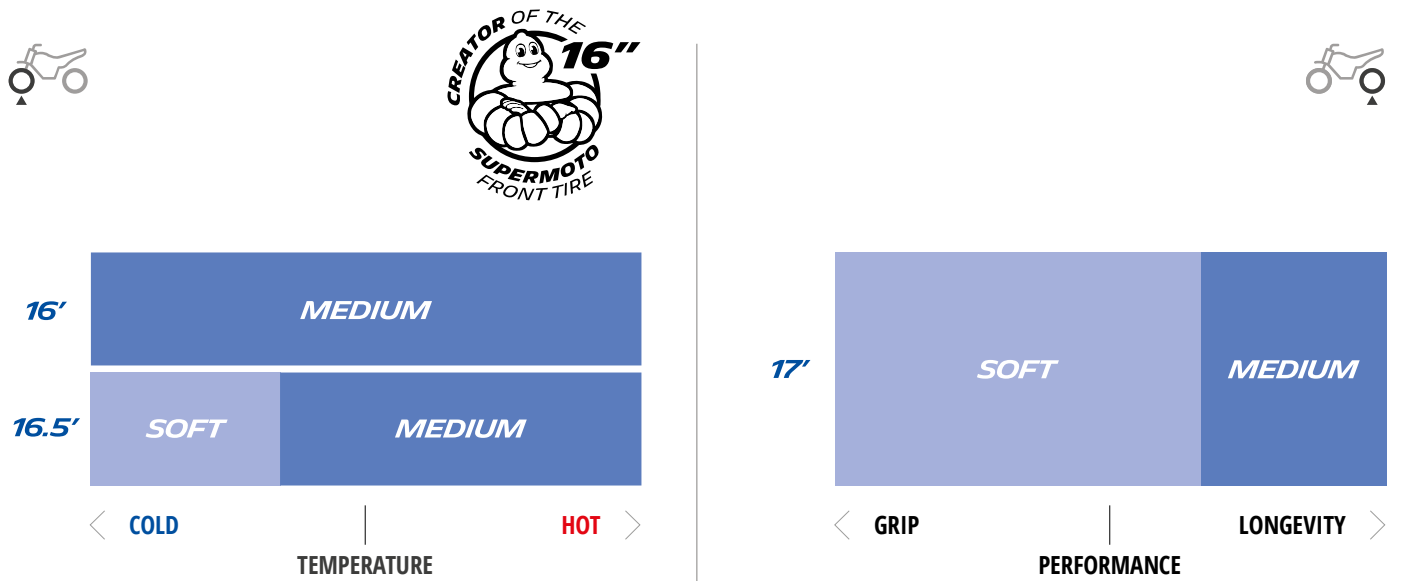 CREATOR OF THE
16”
SUPERMOTO
FRONT TIRE
16’
MEDIUM
16.5’
SOFT
MEDIUM
COLD
HOT
TEMPERATURE
17’
SOFT
MEDIUM
GRIP
LONGEVITY
PERFORMANCE